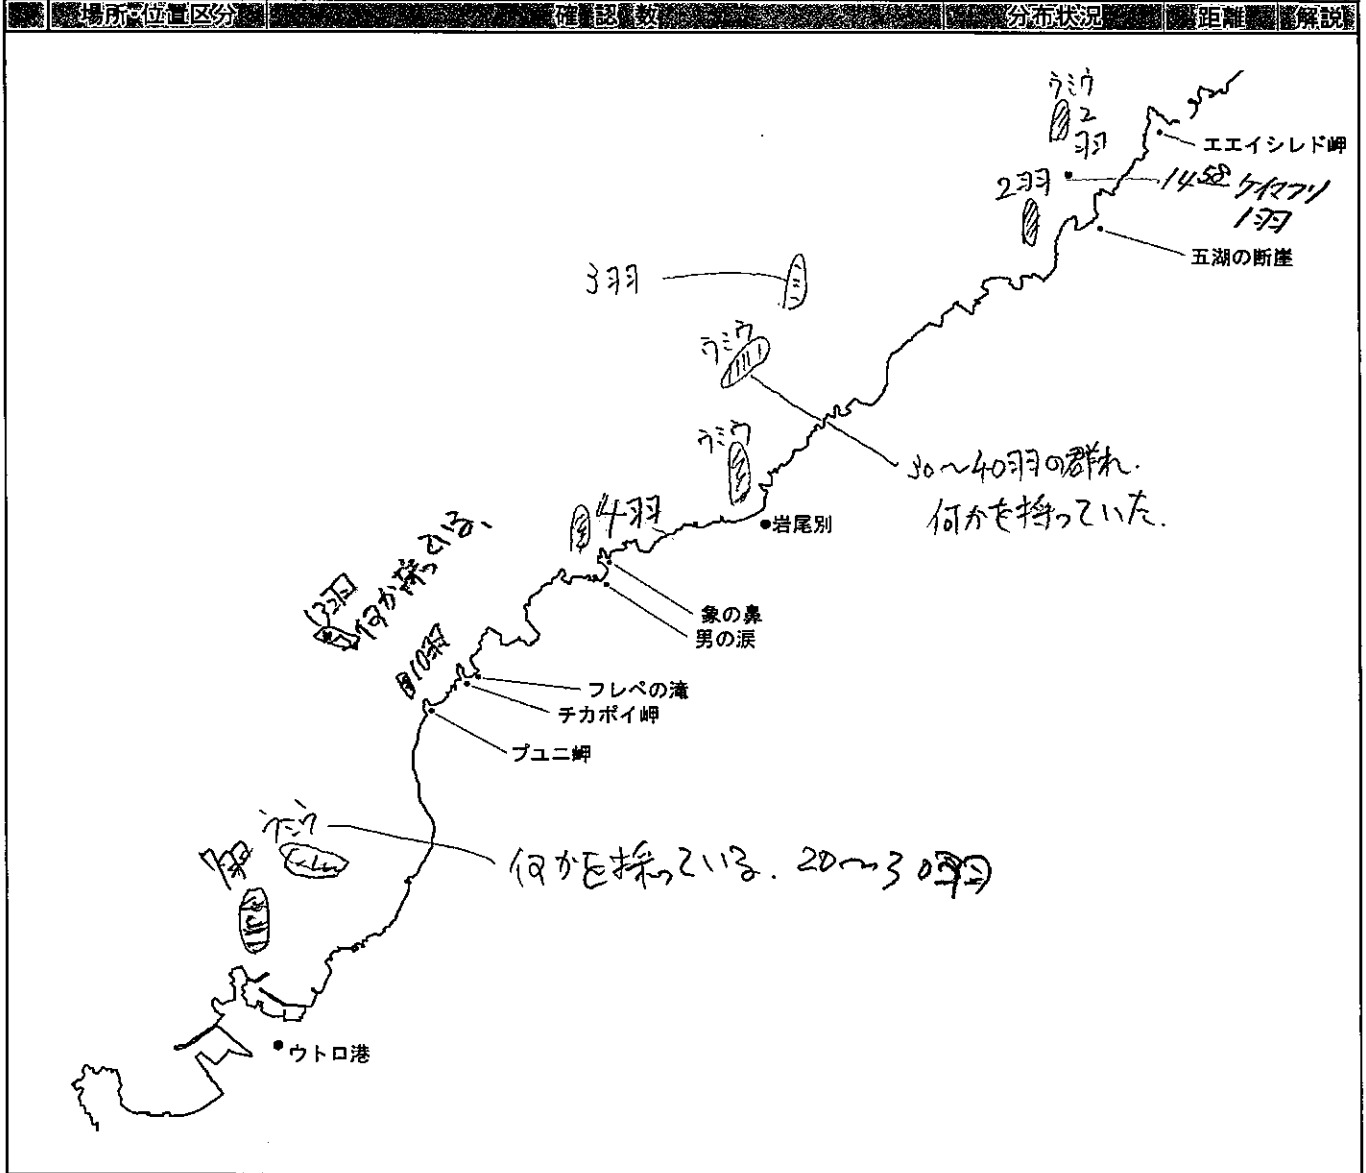 場所・位置区分 確認数 分布状況 距離 解説
ウミウ
2
羽
エエイシレド岬
2羽
14 58 ケイマフリ
1羽
五湖の断崖
3羽
ウミウ
ウミウ
30〜40羽の群れ.
何かを採っていた.
4羽
岩尾別
何か採っている、
象の鼻
男の涙
10羽
フレペの滝
チカポイ岬
プユニ岬
ウミウ
何かを採っている. 20〜30羽
ウトロ港